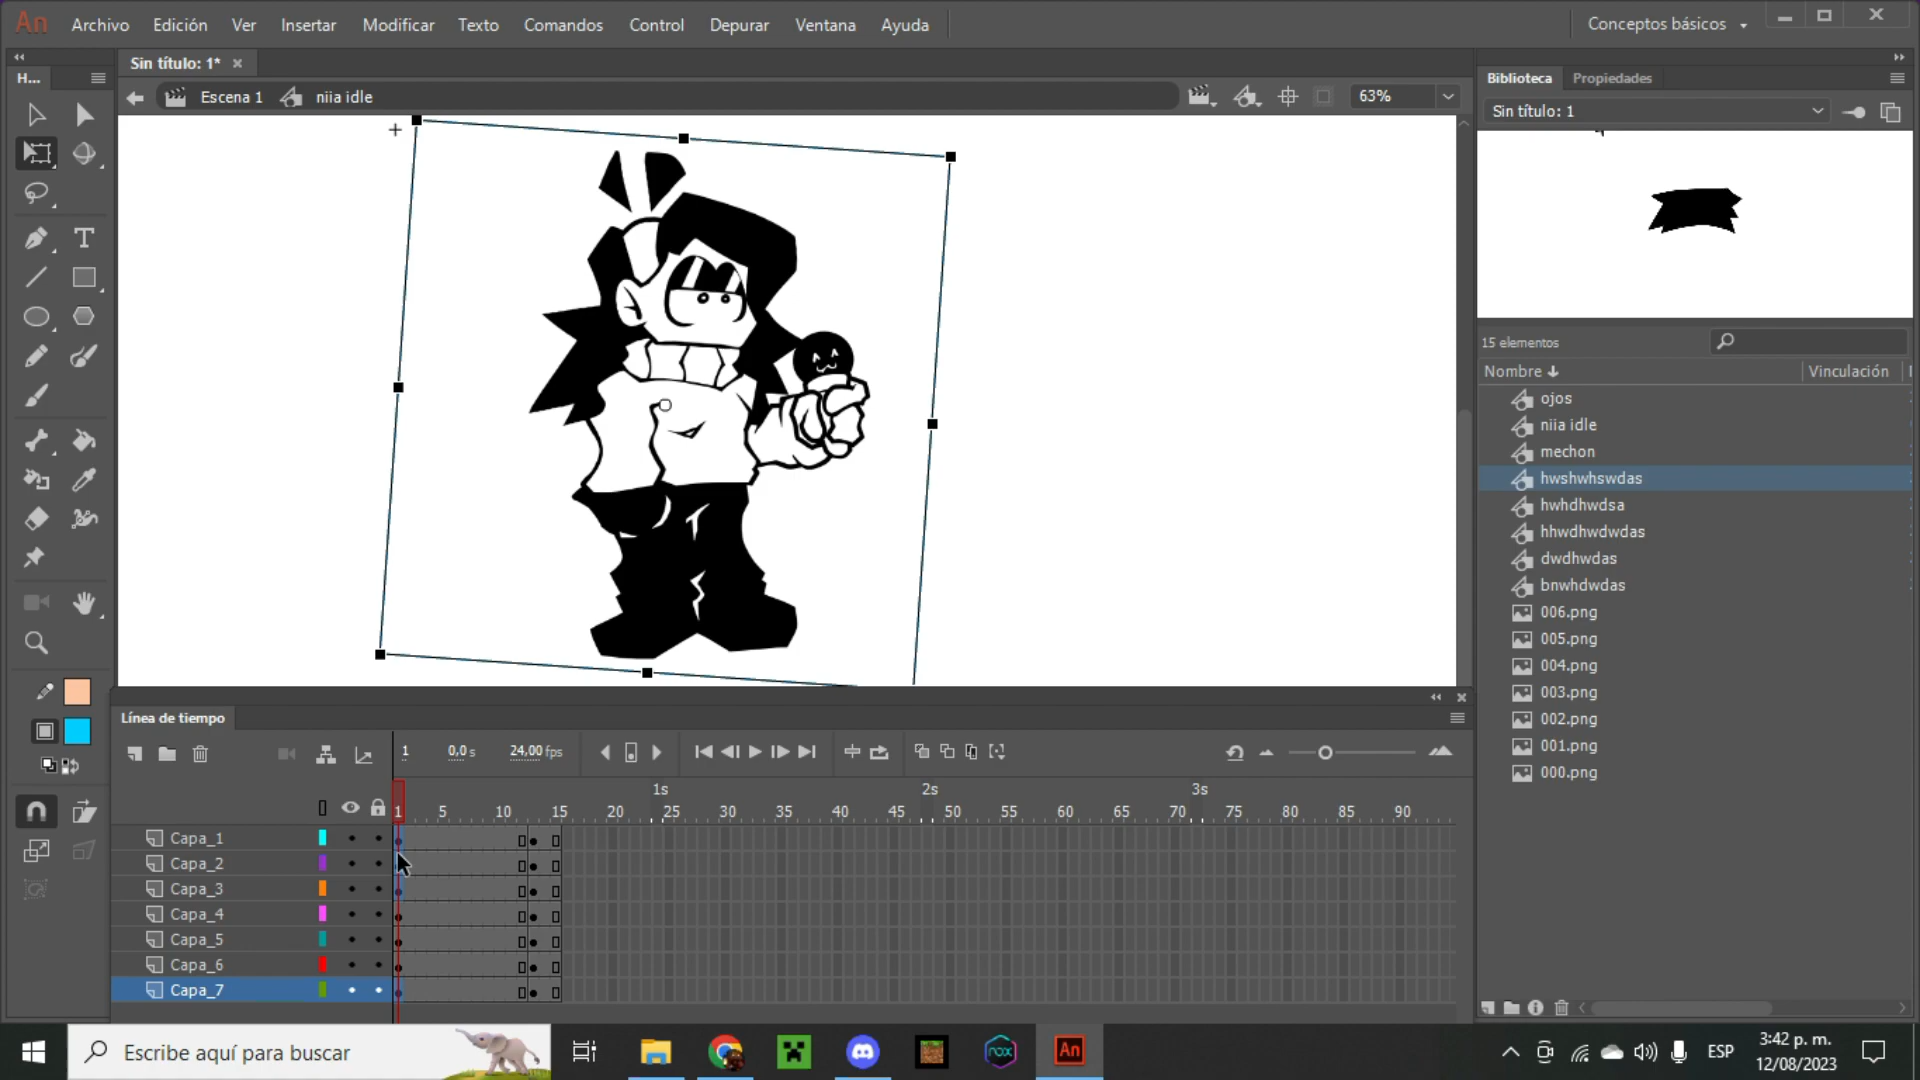 An Archivo Edición Ver Insertar Modificar Texto Comandos Control Depurar Ventana Ayuda Conceptos básicos
H... Sin título: 1* Biblioteca Propiedades
Escena 1 niia idle 63% Sin título: 1
15 elementos
Nombre Vinculación
ojos
niia idle
mechon
hwshwhswdas
hwhdhwdsa
hhwdhwdwdas
dwdhwdas
bnwhdwdas
006.png
005.png
004.png
003.png
002.png
001.png
000.png
Línea de tiempo
1 0,0 s 24,00 fps
1s 2s 3s
1 5 10 15 20 25 30 35 40 45 50 55 60 65 70 75 80 85 90
Capa_1
Capa_2
Capa_3
Capa_4
Capa_5
Capa_6
Capa_7
Escribe aquí para buscar nox An ESP 3:42 p. m.
12/08/2023